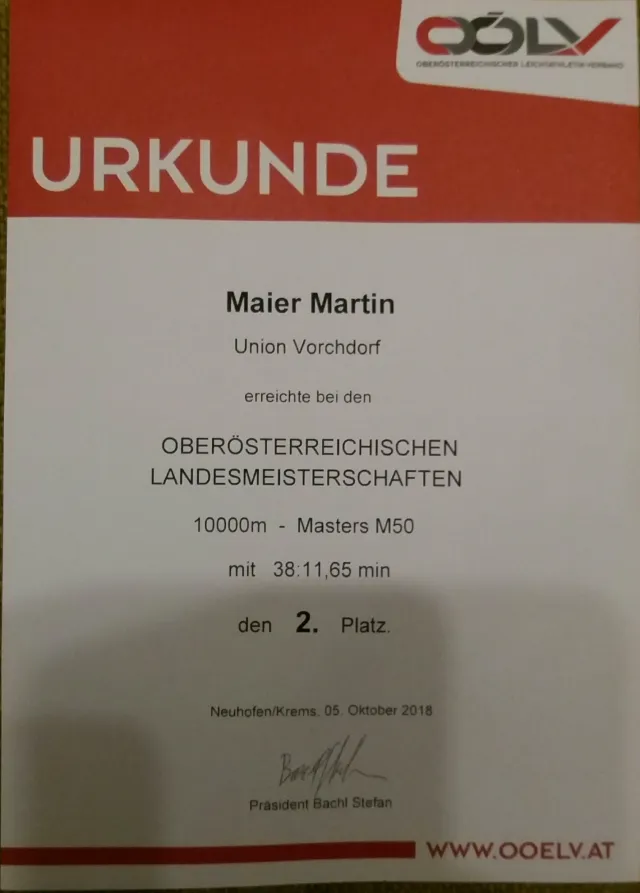 OÖLV
OBERÖSTERREICHISCHER LEICHTATHLETIK-VERBAND
URKUNDE
Maier Martin
Union Vorchdorf
erreichte bei den
OBERÖSTERREICHISCHEN
LANDESMEISTERSCHAFTEN
10000m - Masters M50
mit 38:11,65 min
den 2. Platz.
Neuhofen/Krems, 05. Oktober 2018
Präsident Bachl Stefan
WWW.OOELV.AT